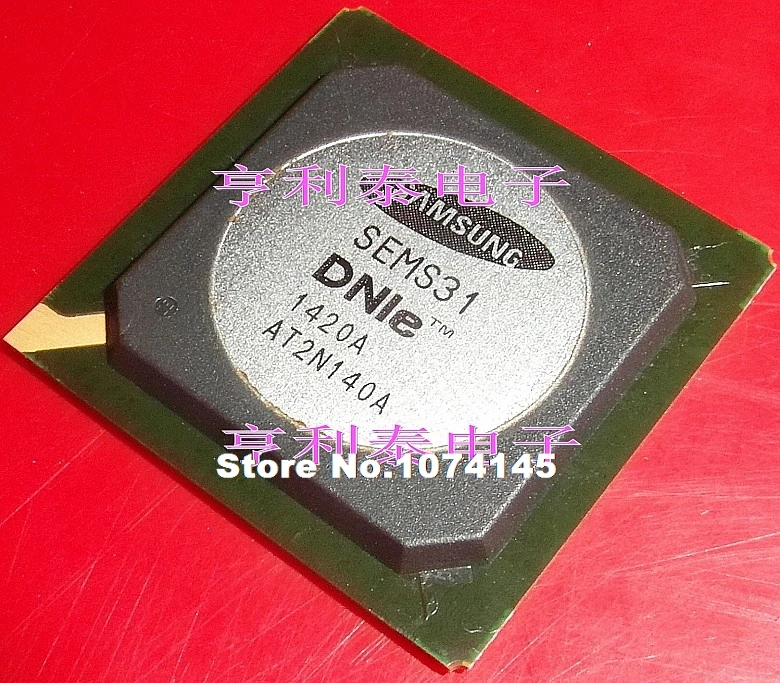 亨利泰电子
SAMSUNG
SEMS31
DNIe™
1420A
AT2N140A
亨利泰电子
Store No.1074145